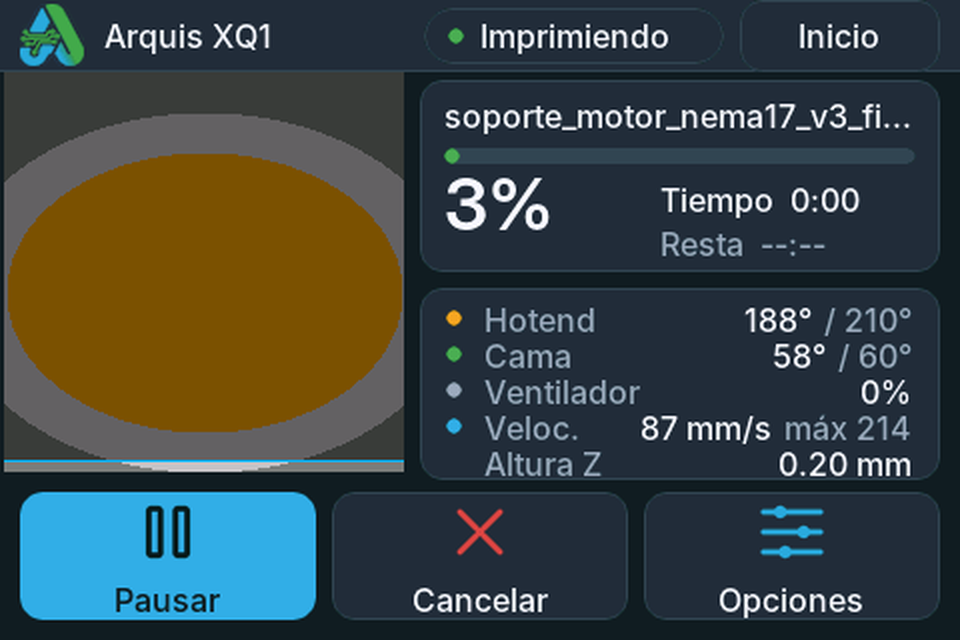 Arquis XQ1
Imprimiendo
Inicio
soporte_motor_nema17_v3_fi...
3%
Tiempo 0:00
Resta --:--
Hotend 188° / 210°
Cama 58° / 60°
Ventilador 0%
Veloc. 87 mm/s máx 214
Altura Z 0.20 mm
Pausar
Cancelar
Opciones